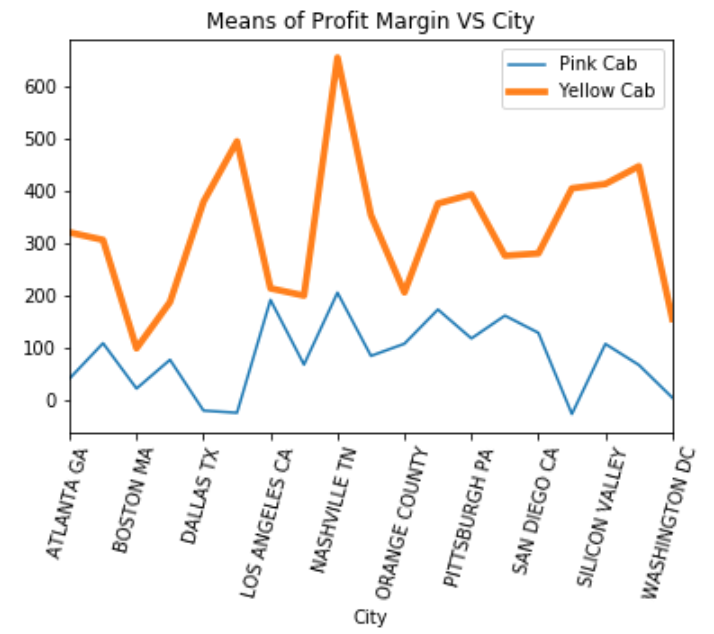 Means of Profit Margin VS City
Pink Cab
Yellow Cab
600
500
400
300
200
100
0
ATLANTA GA
BOSTON MA
DALLAS TX
LOS ANGELES CA
NASHVILLE TN
ORANGE COUNTY
PITTSBURGH PA
SAN DIEGO CA
SILICON VALLEY
WASHINGTON DC
City